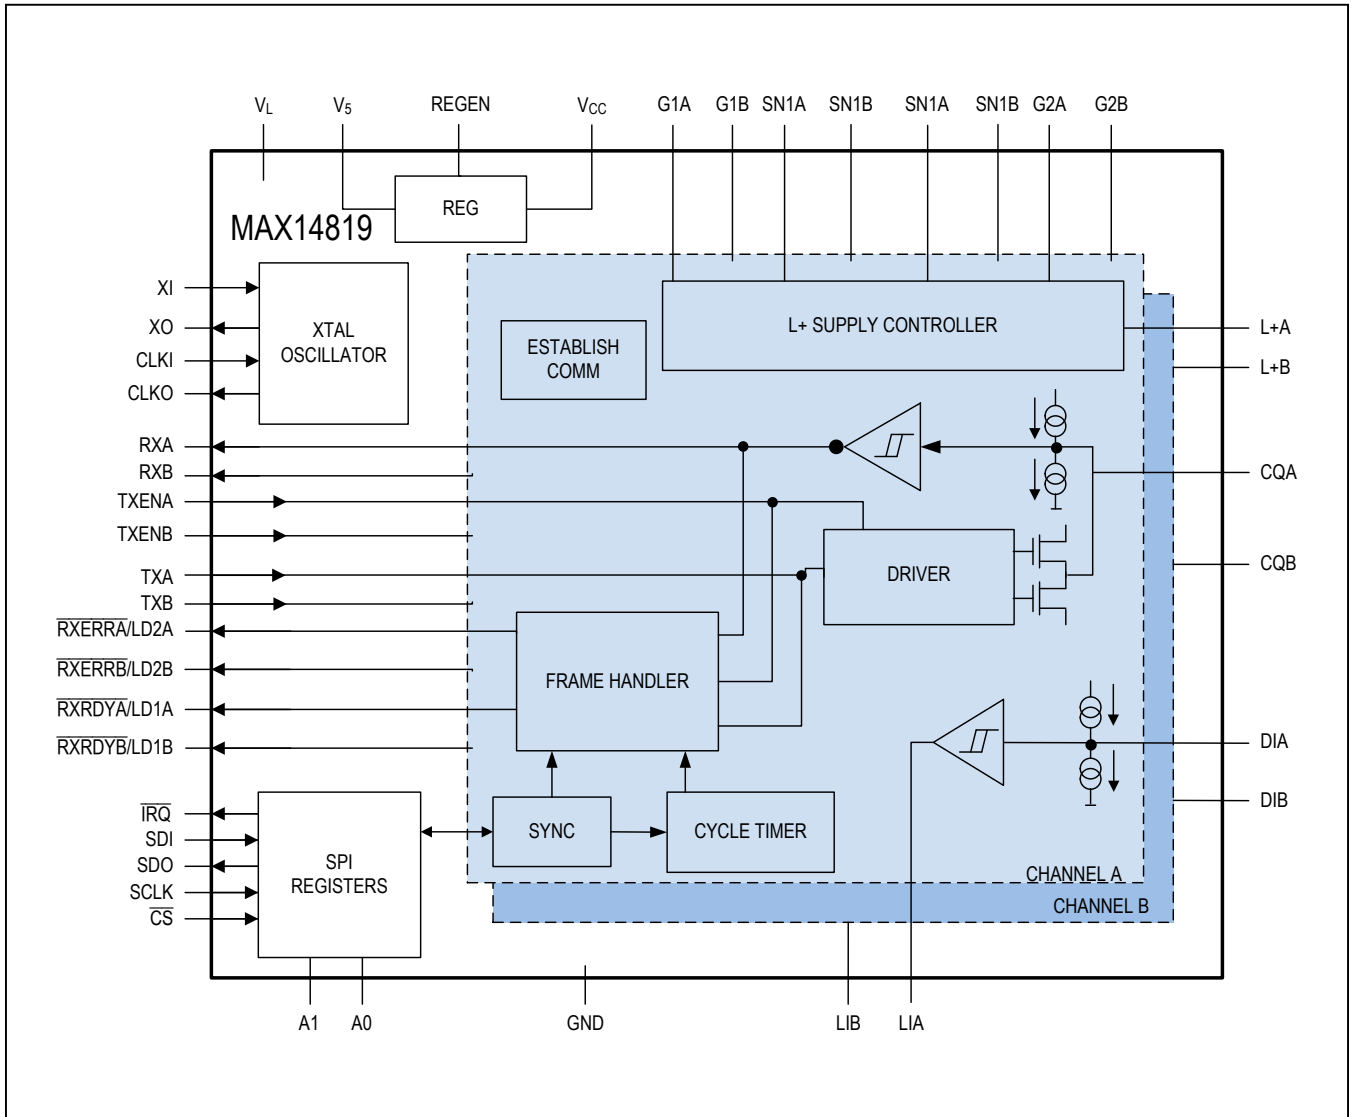 VL V5 REGEN VCC G1A G1B SN1A SN1B SN1A SN1B G2A G2B
REG
MAX14819
XI
XO
CLKI
CLKO
XTAL
OSCILLATOR
ESTABLISH
COMM
L+ SUPPLY CONTROLLER
L+A
L+B
RXA
RXB
TXENA
TXENB
TXA
TXB
RXERRA/LD2A
RXERRB/LD2B
RXRDYA/LD1A
RXRDYB/LD1B
CQA
CQB
DRIVER
FRAME HANDLER
DIA
DIB
IRQ
SDI
SDO
SCLK
CS
SPI
REGISTERS
SYNC
CYCLE TIMER
CHANNEL A
CHANNEL B
A1 A0 GND LIB LIA